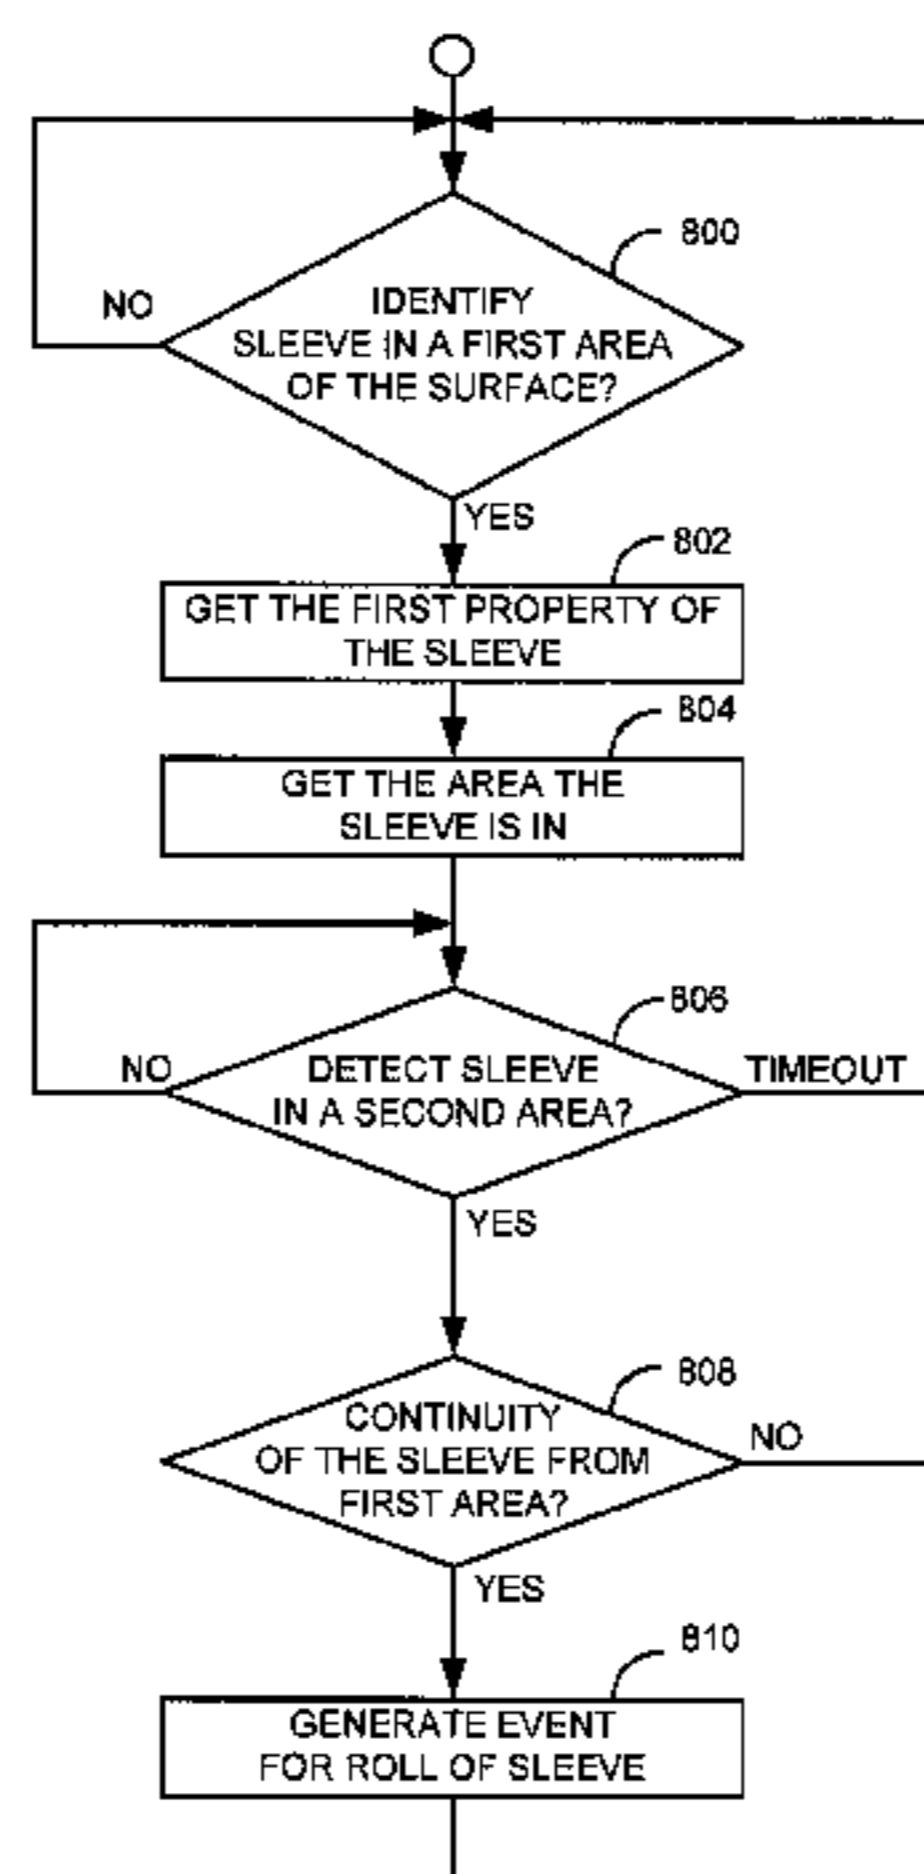 800
IDENTIFY
NO
SLEEVE IN A FIRST AREA
OF THE SURFACE?
YES
802
GET THE FIRST PROPERTY OF
THE SLEEVE
804
GET THE AREA THE
SLEEVE IS IN
806
NO
DETECT SLEEVE
TIMEOUT
IN A SECOND AREA?
YES
808
CONTINUITY
NO
OF THE SLEEVE FROM
FIRST AREA?
YES
810
GENERATE EVENT
FOR ROLL OF SLEEVE